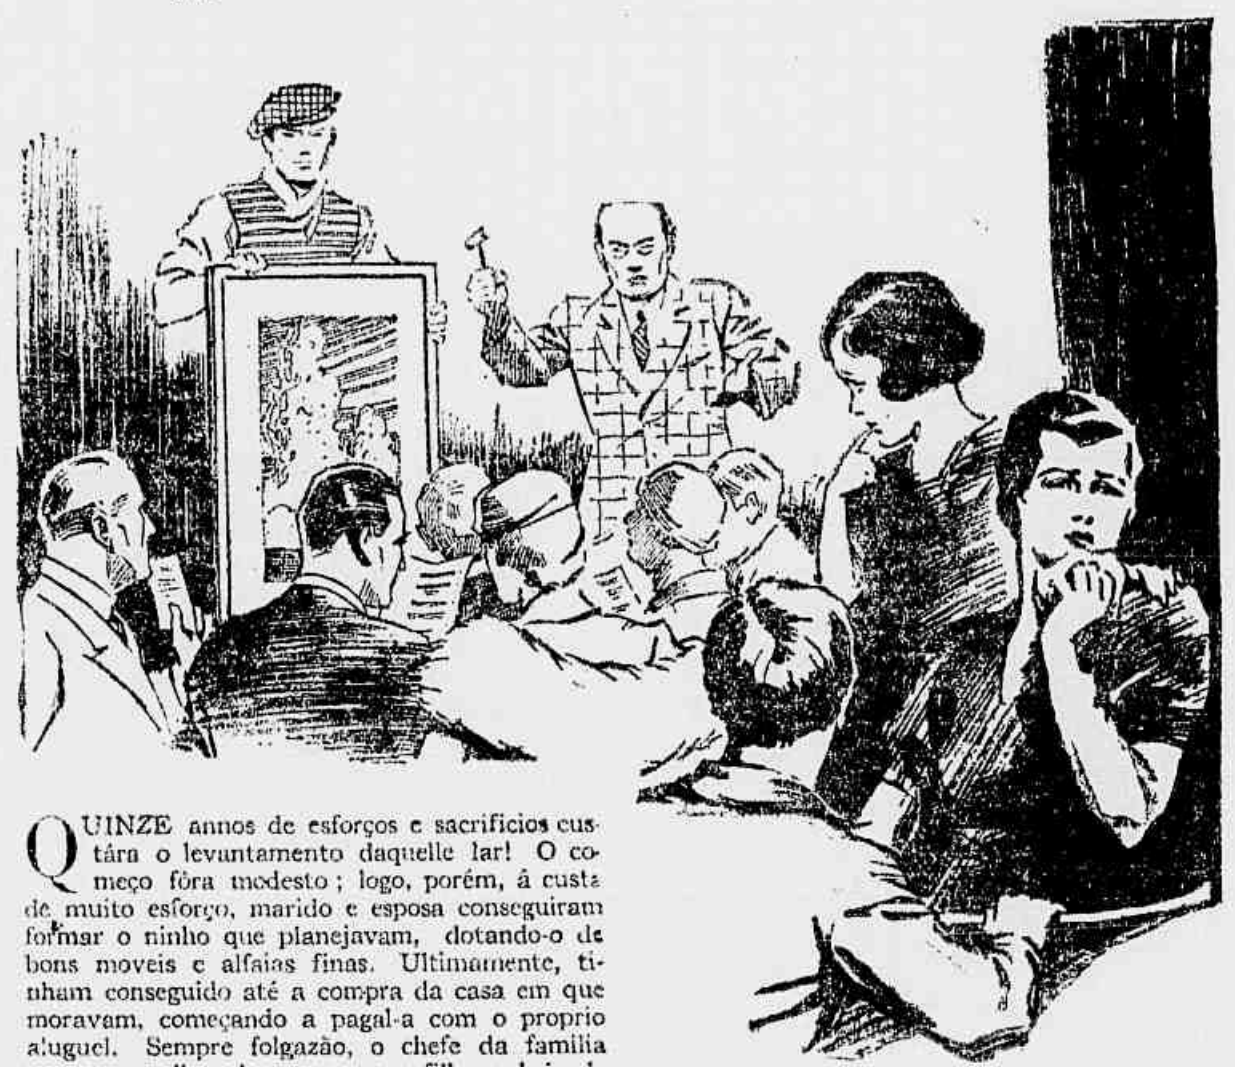 QUINZE annos de esforços e sacrificios cus-
tára o levantamento daquelle lar! O co-
meço fôra modesto; logo, porém, á custa
de muito esforço, marido e esposa conseguiram
formar o ninho que planejavam, dotando-o de
bons moveis e alfaias finas. Ultimamente, ti-
nham conseguido até a compra da casa em que
moravam, começando a pagal-a com o proprio
aluguel. Sempre folgazão, o chefe da familia